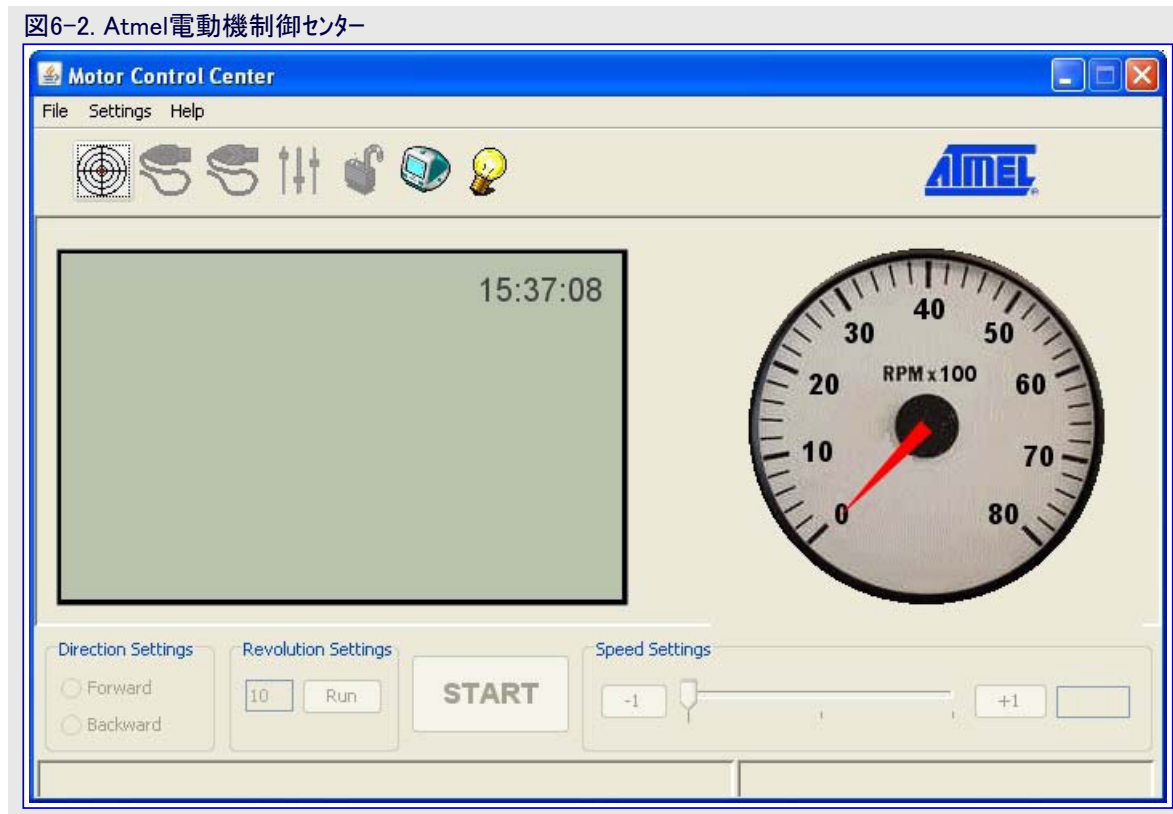 図6-2. Atmel電動機制御ｾﾝﾀｰ
Motor Control Center
File Settings Help
ATMEL
15:37:08
0
10
20
30
40
50
60
70
80
RPM x 100
Direction Settings
Forward
Backward
Revolution Settings
10 Run
START
Speed Settings
-1 +1